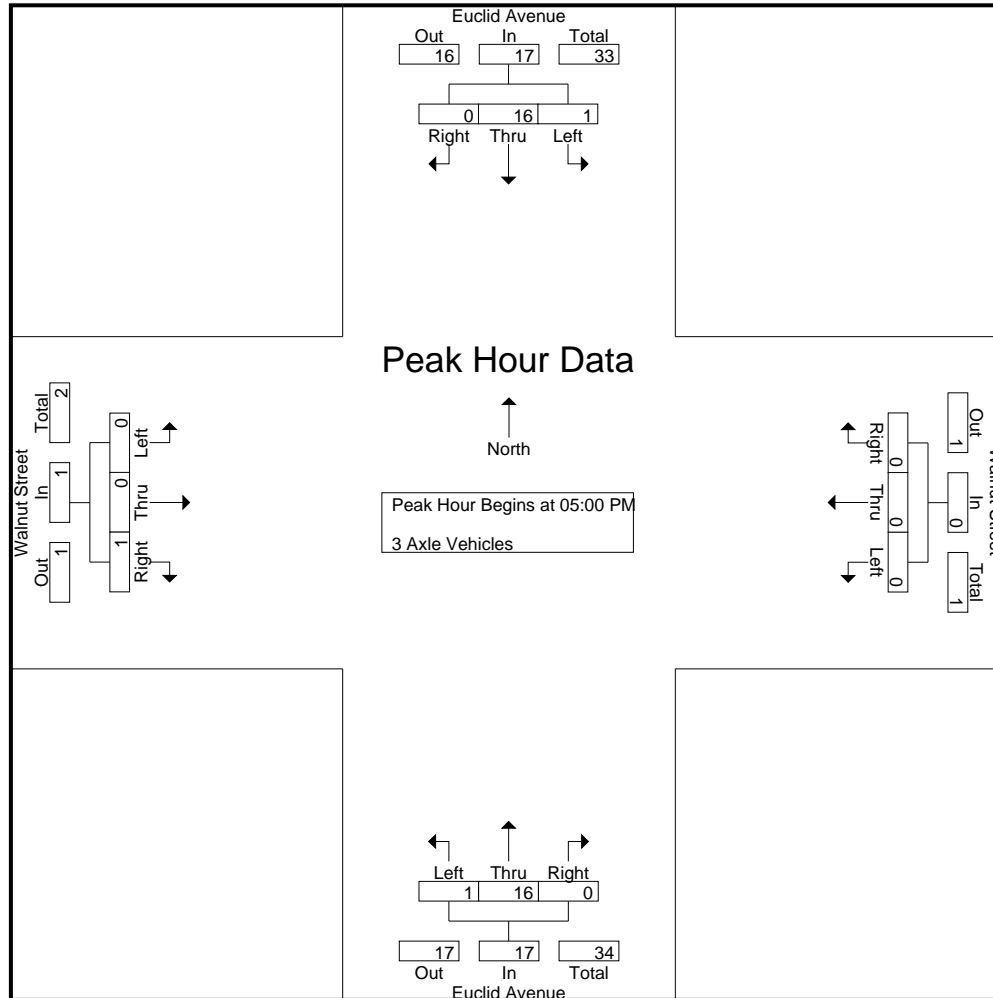 Euclid Avenue
Out In Total
16 17 33
0 16 1
Right Thru Left
Peak Hour Data
North
Peak Hour Begins at 05:00 PM
3 Axle Vehicles
Walnut Street
Out In Total
1 1 2
Right Thru Left
1 0 0
Out In Total
1 0 1
Right Thru Left
0 0 0
Left Thru Right
1 16 0
17 17 34
Out In Total
Euclid Avenue